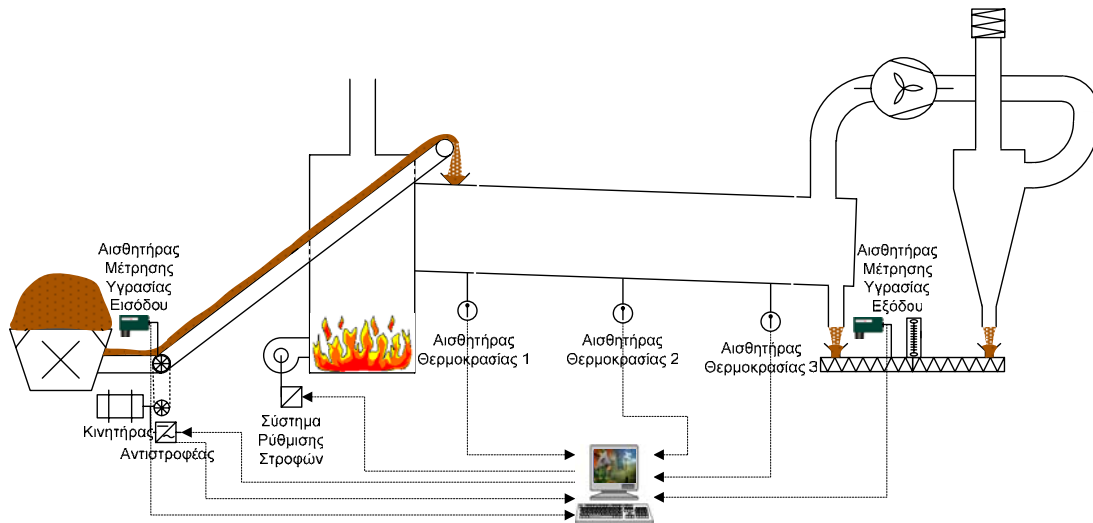 Αισθητήρας
Μέτρησης
Υγρασίας
Εισόδου
Κινητήρας
Αντιστροφέας
Σύστημα
Ρύθμισης
Στροφών
Αισθητήρας
Θερμοκρασίας 1
Αισθητήρας
Θερμοκρασίας 2
Αισθητήρας
Θερμοκρασίας 3
Αισθητήρας
Μέτρησης
Υγρασίας
Εξόδου